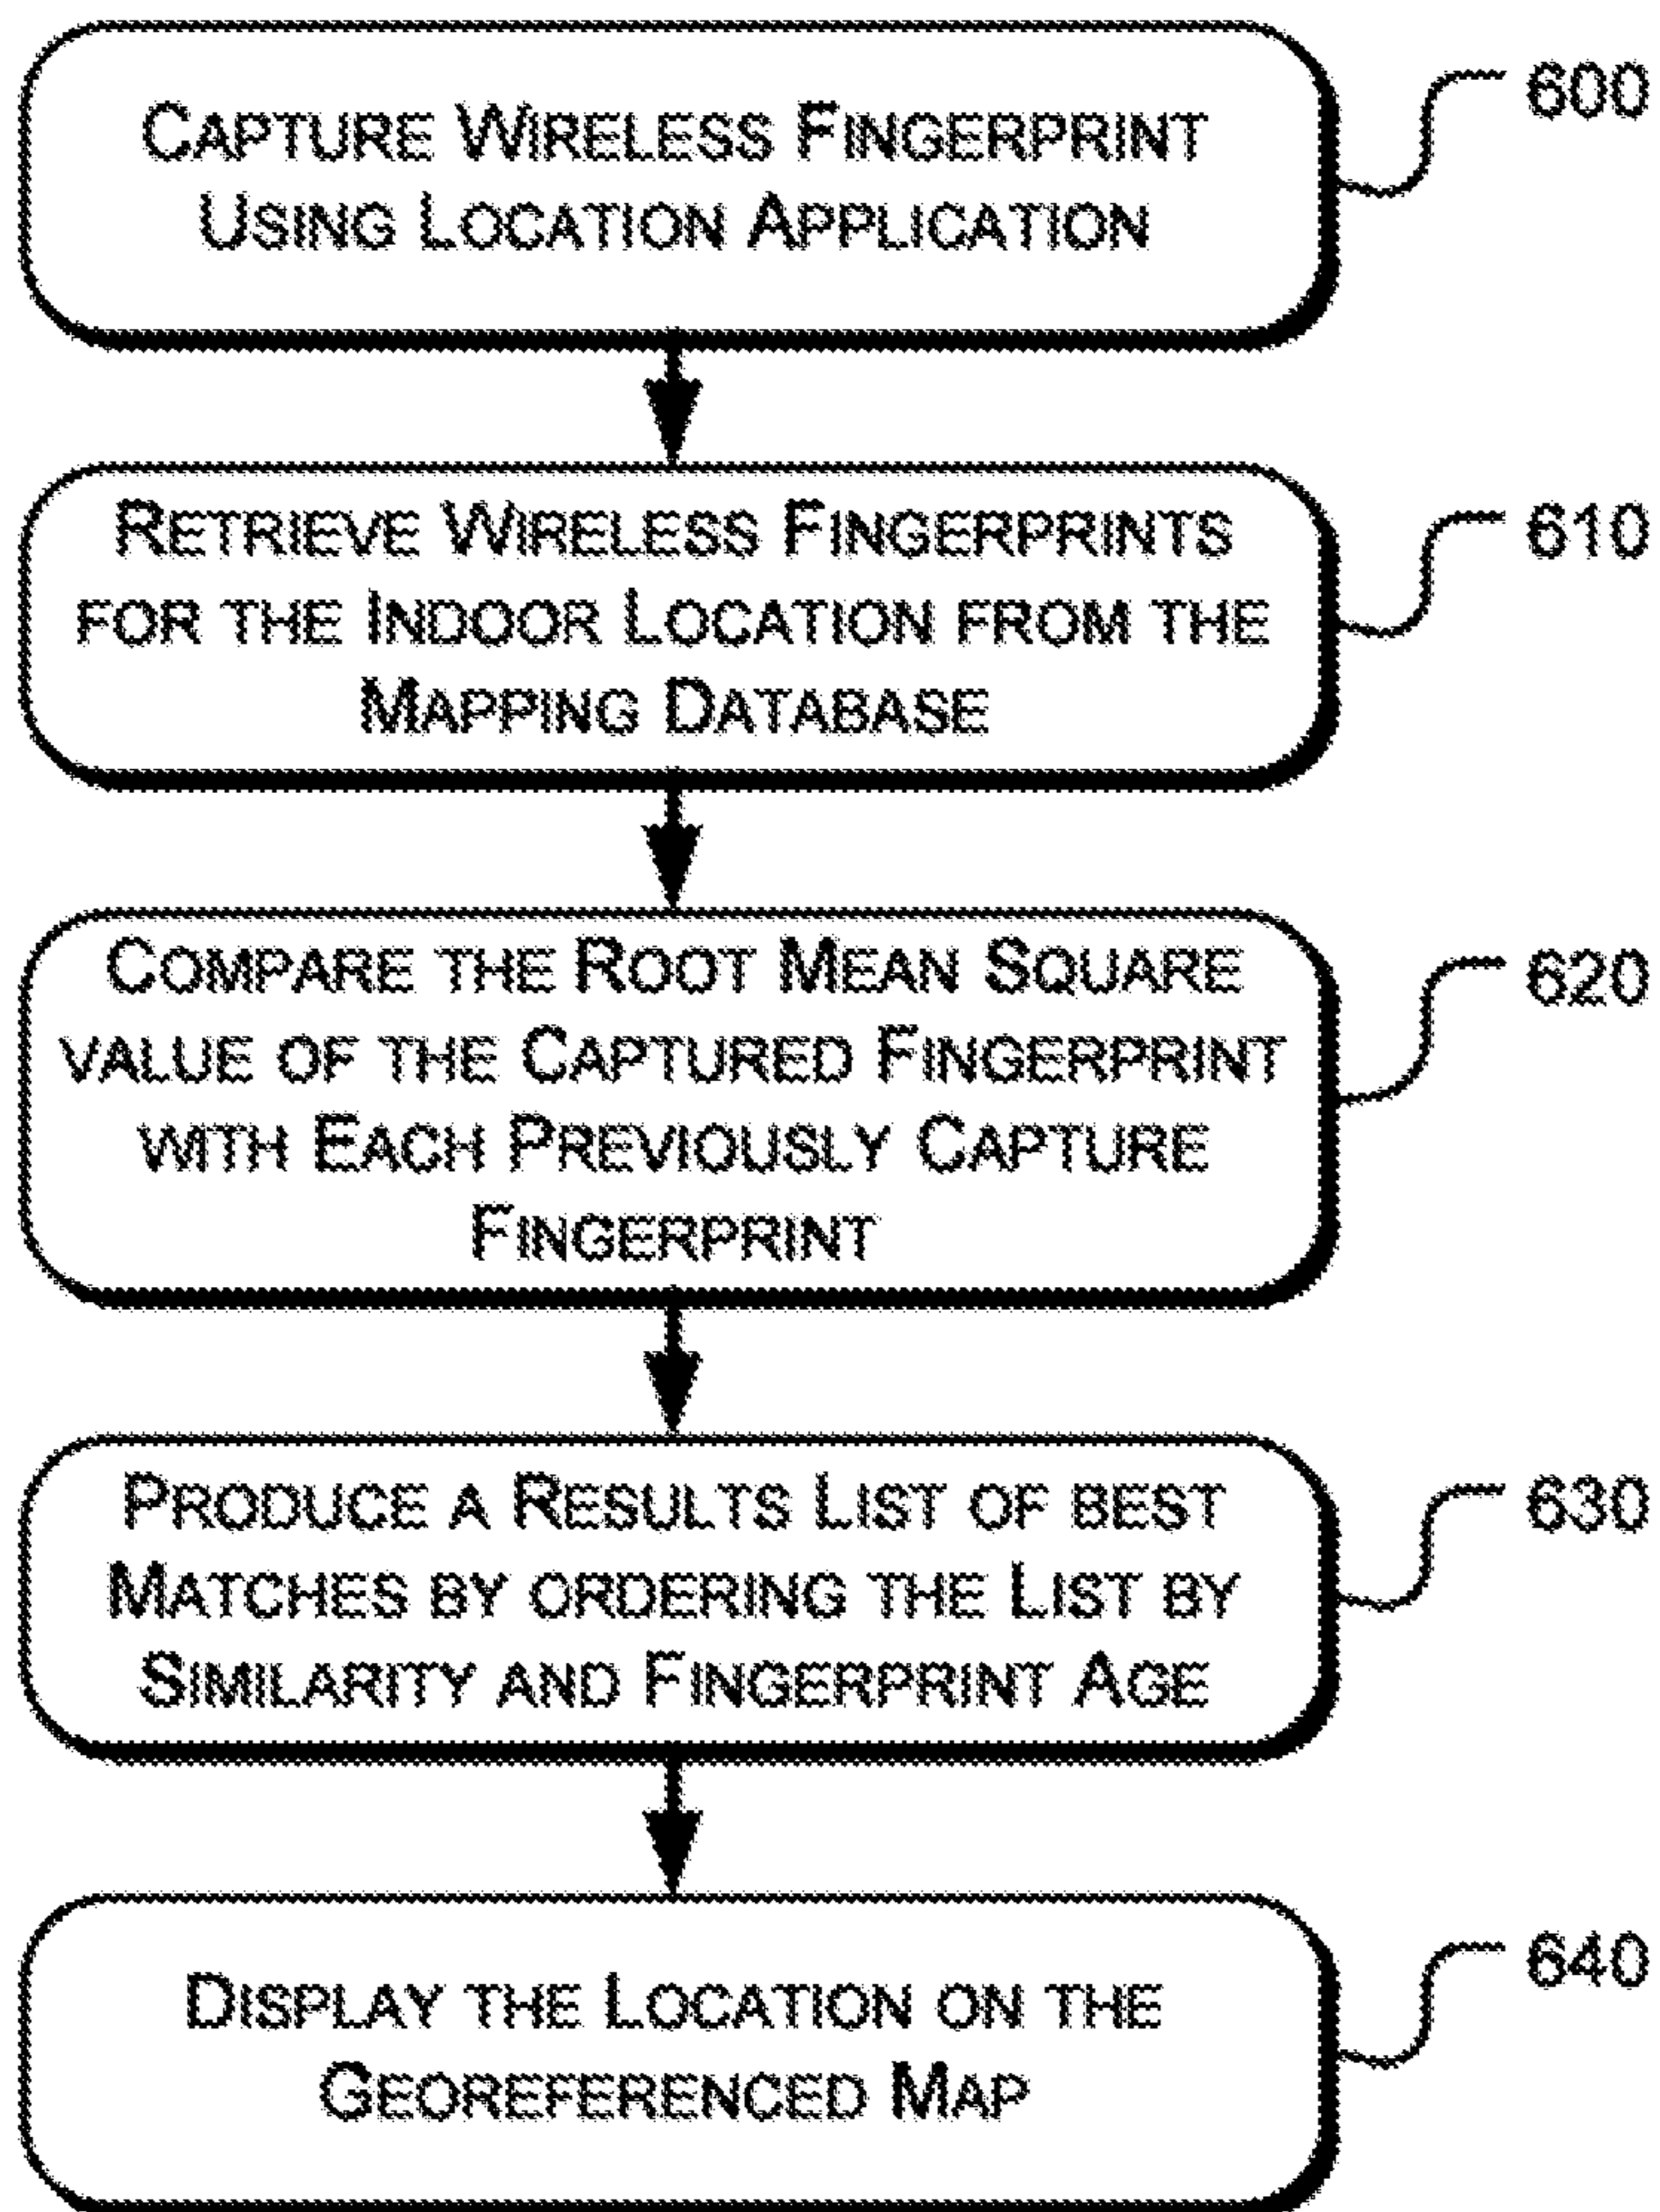 CAPTURE WIRELESS FINGERPRINT
USING LOCATION APPLICATION
600
RETRIEVE WIRELESS FINGERPRINTS
FOR THE INDOOR LOCATION FROM THE
MAPPING DATABASE
610
COMPARE THE ROOT MEAN SQUARE
VALUE OF THE CAPTURED FINGERPRINT
WITH EACH PREVIOUSLY CAPTURE
FINGERPRINT
620
PRODUCE A RESULTS LIST OF BEST
MATCHES BY ORDERING THE LIST BY
SIMILARITY AND FINGERPRINT AGE
630
DISPLAY THE LOCATION ON THE
GEOREFERENCED MAP
640